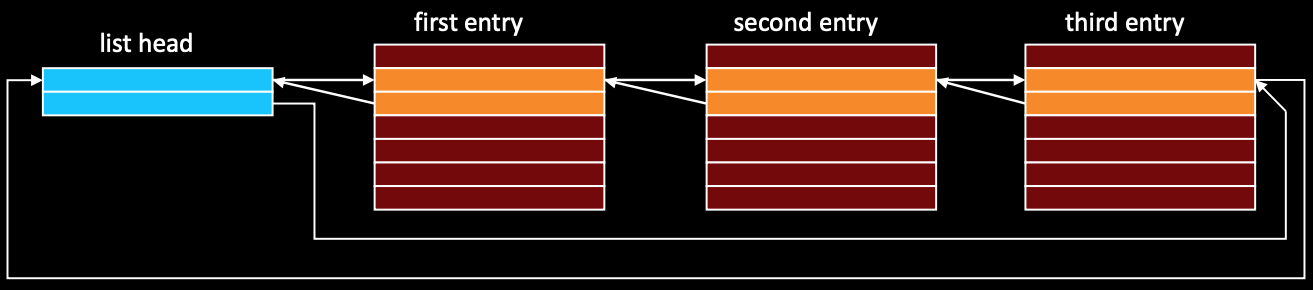 list head
first entry
second entry
third entry